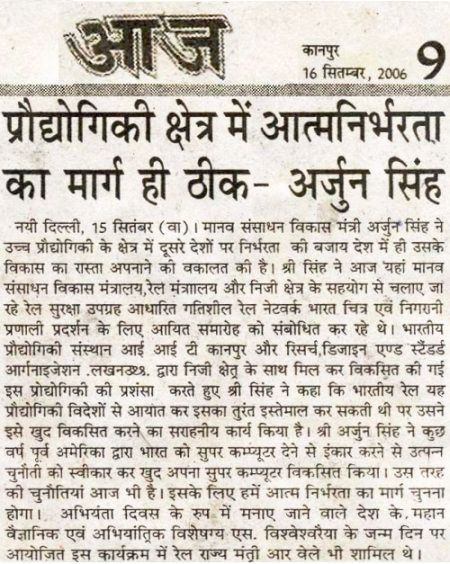 आज
कानपुर
16 सितम्बर, 2006
9
प्रौद्योगिकी क्षेत्र में आत्मनिर्भरता
का मार्ग ही ठीक- अर्जुन सिंह
नयी दिल्ली, 15 सितंबर (वा)। मानव संसाधन विकास मंत्री अर्जुन सिंह ने
उच्च प्रौद्योगिकी के क्षेत्र में दूसरे देशों पर निर्भरता की बजाय देश में ही उसके
विकास का रास्ता अपनाने की वकालत की है। श्री सिंह ने आज यहां मानव
संसाधन विकास मंत्रालय,रेल मंत्राालय और निजी क्षेत्र के सहयोग से चलाए जा
रहे रेल सुरक्षा उपग्रह आधारित गतिशील रेल नेटवर्क भारत चित्र एवं निगरानी
प्रणाली प्रदर्शन के लिए आयित समारोह को संबोधित कर रहे थे। भारतीय
प्रौद्योगिकी संस्थान आई आई टी कानपुर और रिसर्च,डिजाइन एण्ड स्टैंडर्ड
आर्गनाइजेशन .लखनउश्र. द्वारा निजी क्षेतृ के साथ मिल कर विकसित की गई
इस प्रोद्योगिकी की प्रशंसा करते हुए श्री सिंह ने कहा कि भारतीय रेल यह
प्रौद्योगिकी विदेशों से आयात कर इसका तुरंत इस्तेमाल कर सकती थी पर उसने
इसे खुद विकसित करने का सराहनीय कार्य किया है। श्री अर्जुन सिंह ने कुछ
वर्ष पूर्व अमेरिका द्वारा भारत को सुपर कम्प्यूटर देने से इंकार करने से उत्पन्न
चुनौती को स्वीकार कर खुद अपना सुपर कम्प्यूटर विकसित किया। उस तरह
की चुनौतियां आज भी है। इसके लिए हमें आत्म निर्भरता का मार्ग चुनना
होगा। अभियंता दिवस के रुप में मनाए जाने वाले देश के. महान
वैज्ञानिक एवं अभियांत्रिक विशेषग्य एस. विश्वेश्वरैया के जन्म दिन पर
आयोजित इस कार्यक्रम में रेल राज्य मंत्री आर वेले भी शामिल थे।